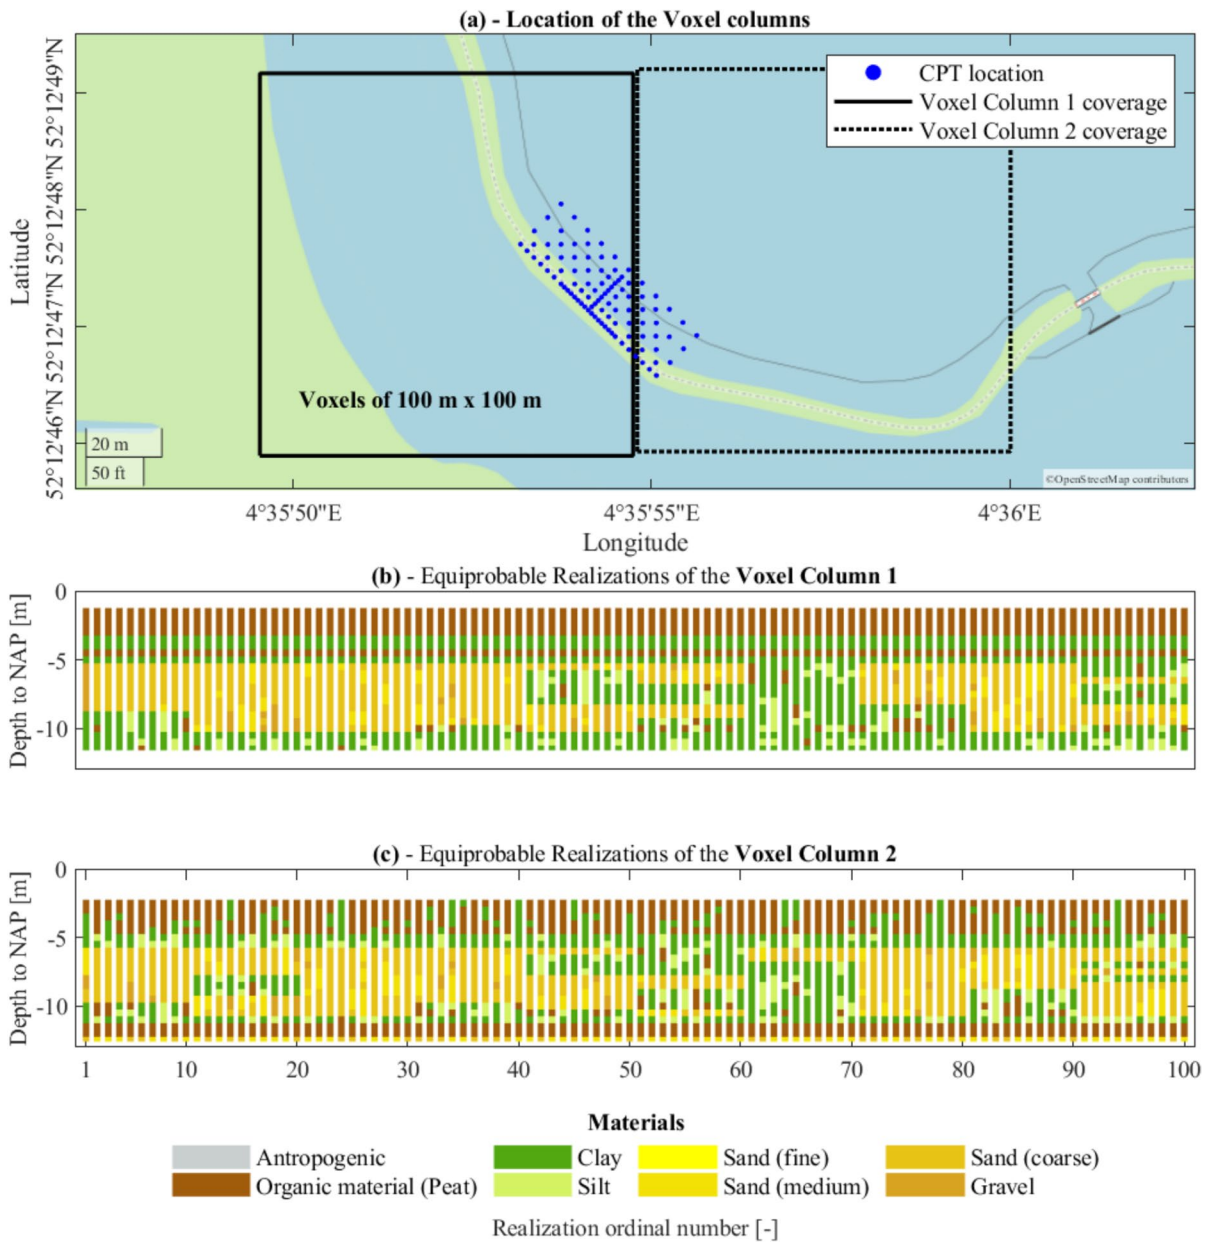 (a) - Location of the Voxel columns
CPT location
Voxel Column 1 coverage
Voxel Column 2 coverage
Latitude
52°12'49"N
52°12'48"N
52°12'47"N
52°12'46"N
Voxels of 100 m x 100 m
20 m
50 ft
©OpenStreetMap contributors
4°35'50"E 4°35'55"E 4°36'E
Longitude
(b) - Equiprobable Realizations of the Voxel Column 1
Depth to NAP [m]
0
-5
-10
(c) - Equiprobable Realizations of the Voxel Column 2
Depth to NAP [m]
0
-5
-10
1 10 20 30 40 50 60 70 80 90 100
Materials
Antropogenic Clay Sand (fine) Sand (coarse)
Organic material (Peat) Silt Sand (medium) Gravel
Realization ordinal number [-]